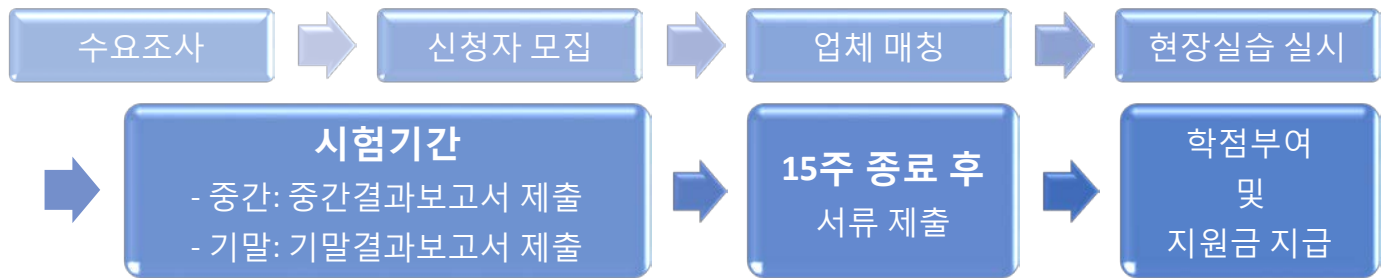 수요조사
신청자 모집
업체 매칭
현장실습 실시
시험기간
- 중간: 중간결과보고서 제출
- 기말: 기말결과보고서 제출
15주 종료 후
서류 제출
학점부여
및
지원금 지급